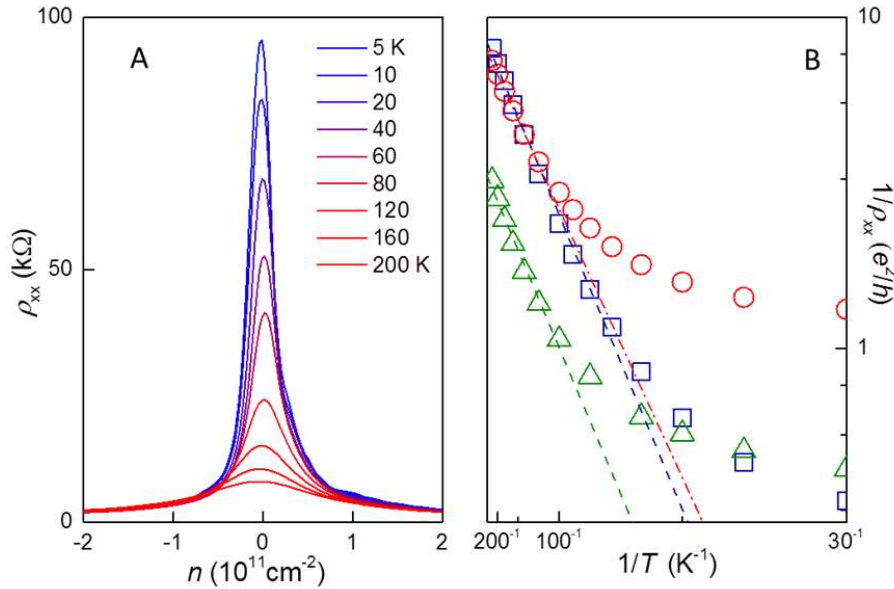 A
100
50
0
ρxx (kΩ)
5 K
10
20
40
60
80
120
160
200 K
-2
-1
0
1
2
n (10¹¹cm⁻²)
B
10
1
1/ρxx (e²/h)
200⁻¹
100⁻¹
30⁻¹
1/T (K⁻¹)